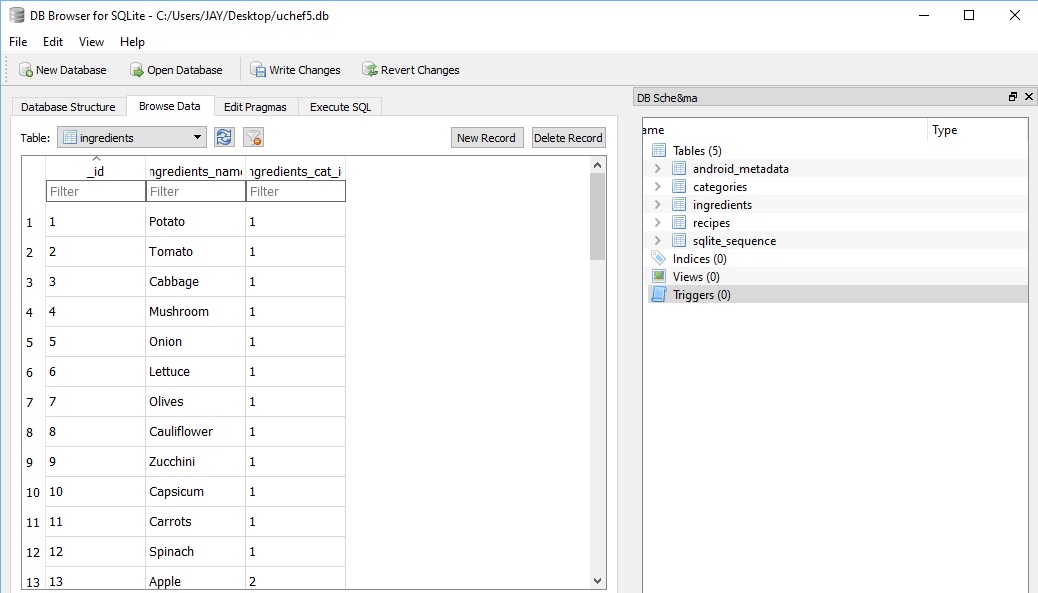 DB Browser for SQLite - C:/Users/JAY/Desktop/uchef5.db
File Edit View Help
New Database Open Database Write Changes Revert Changes
Database Structure Browse Data Edit Pragmas Execute SQL
Table: ingredients New Record Delete Record
_id ngredients_name ngredients_cat_i
Filter Filter Filter
1 1 Potato 1
2 2 Tomato 1
3 3 Cabbage 1
4 4 Mushroom 1
5 5 Onion 1
6 6 Lettuce 1
7 7 Olives 1
8 8 Cauliflower 1
9 9 Zucchini 1
10 10 Capsicum 1
11 11 Carrots 1
12 12 Spinach 1
13 13 Apple 2
DB Sche&ma
ame Type
Tables (5)
android_metadata
categories
ingredients
recipes
sqlite_sequence
Indices (0)
Views (0)
Triggers (0)